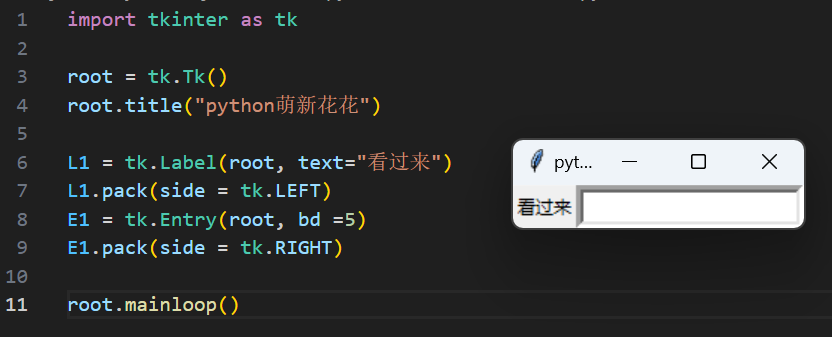 1 import tkinter as tk
2
3 root = tk.Tk()
4 root.title("python萌新花花")
5
6 L1 = tk.Label(root, text="看过来")
7 L1.pack(side = tk.LEFT)
8 E1 = tk.Entry(root, bd =5)
9 E1.pack(side = tk.RIGHT)
10
11 root.mainloop()
pyt...
看过来